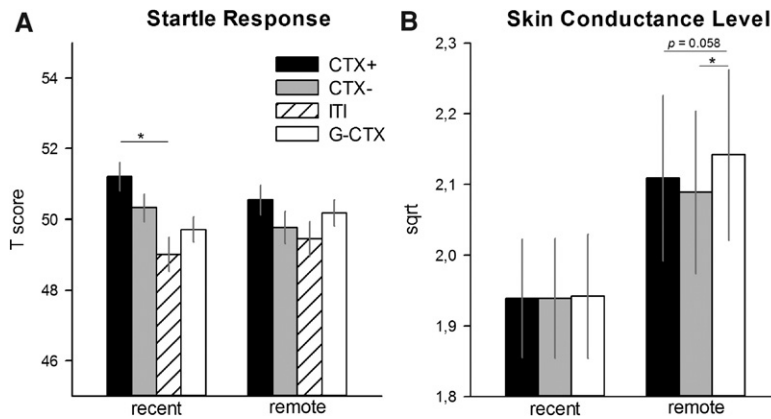 A
Startle Response
54
52
50
48
46
T score
CTX+
CTX-
ITI
G-CTX
*
recent
remote
B
Skin Conductance Level
2,3
2,2
2,1
2,0
1,9
1,8
sqrt
p = 0.058
*
recent
remote